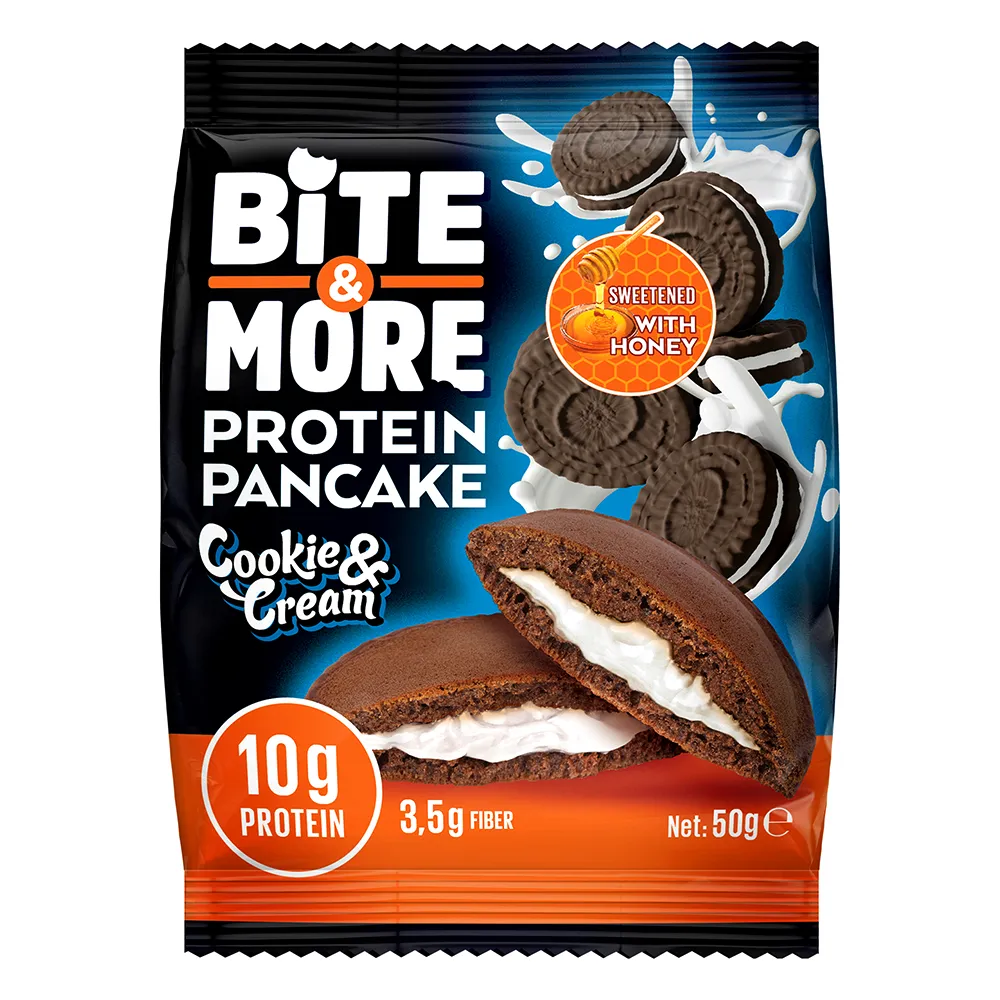 BiTE
&
MORE
PROTEIN
PANCAKE
Cookie &
Cream
SWEETENED
WITH
HONEY
10g
PROTEIN
3,5g FIBER
Net: 50g ℮